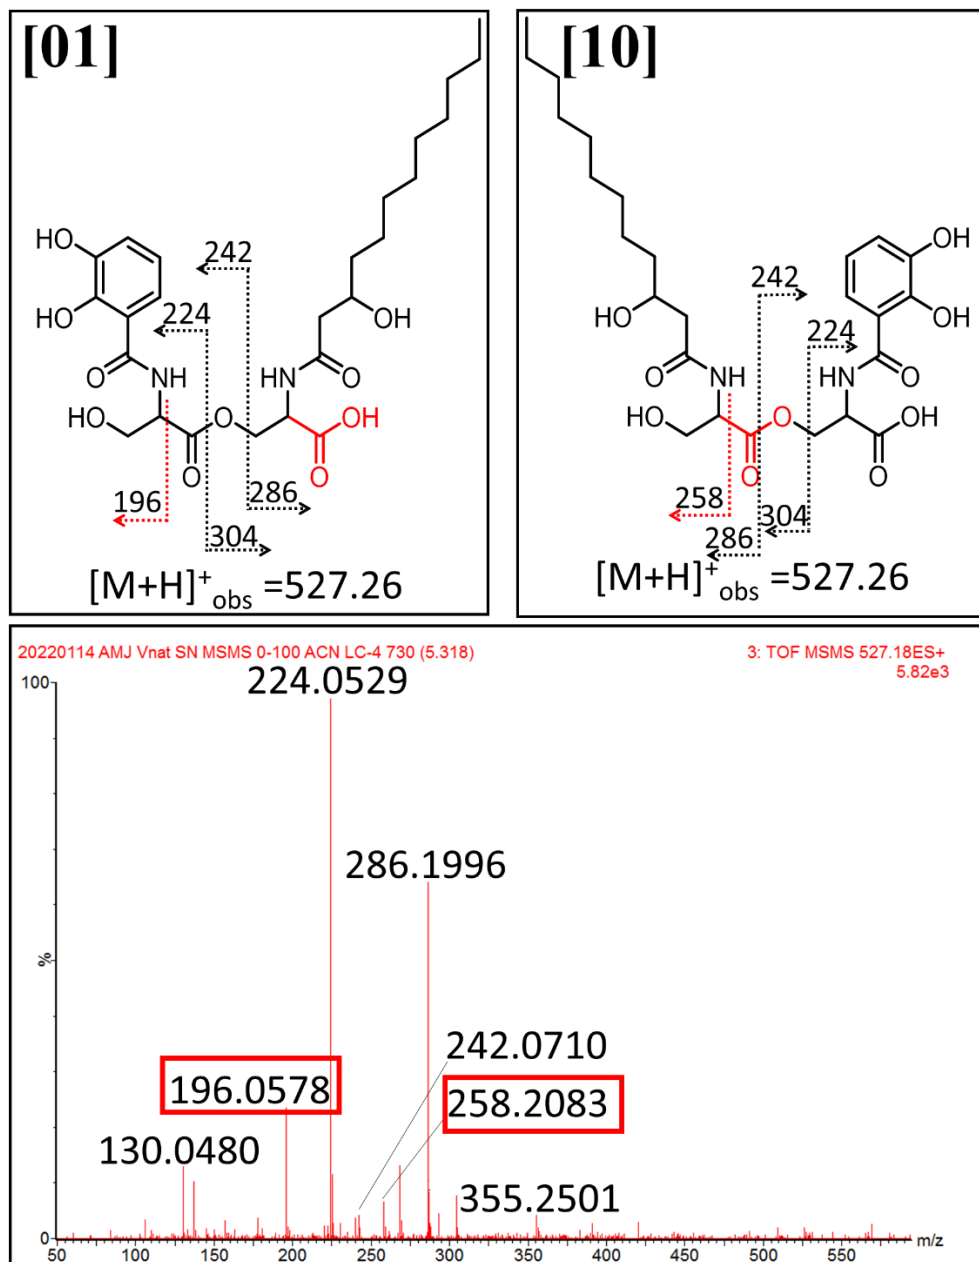 [01]
HO
HO
O
NH
HO
O
O
HN
OH
O
OH
O
242
224
196
286
304
[M+H]+obs =527.26
[10]
HO
O
NH
HO
O
O
HN
O
OH
OH
OH
O
242
224
258
304
286
[M+H]+obs =527.26
20220114 AMJ Vnat SN MSMS 0-100 ACN LC-4 730 (5.318)
3: TOF MSMS 527.18ES+
5.82e3
100
%
0
224.0529
286.1996
242.0710
196.0578
258.2083
130.0480
355.2501
50 100 150 200 250 300 350 400 450 500 550 m/z